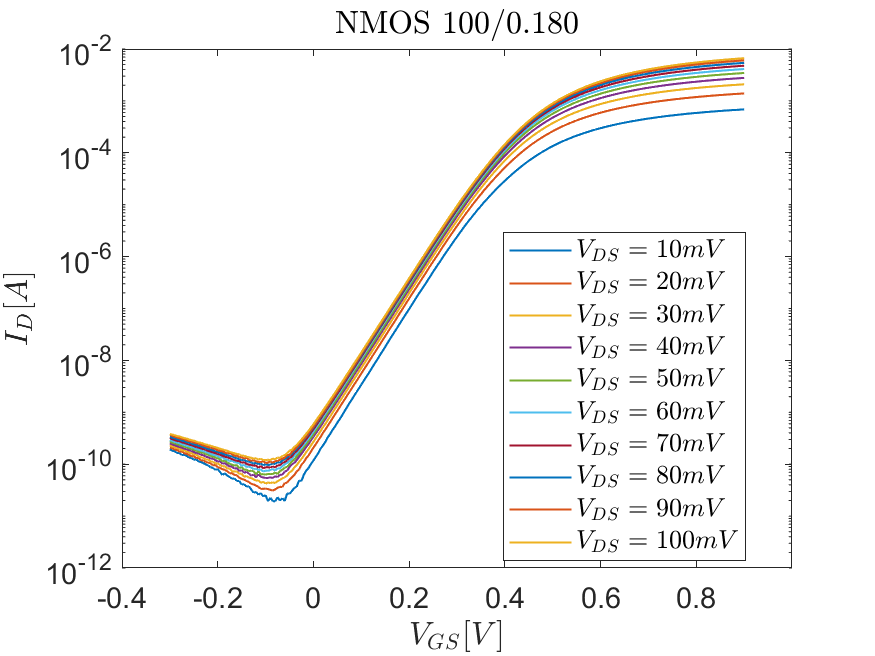 NMOS 100/0.180
10^-2
10^-4
10^-6
10^-8
10^-10
10^-12
I_D[A]
V_DS = 10mV
V_DS = 20mV
V_DS = 30mV
V_DS = 40mV
V_DS = 50mV
V_DS = 60mV
V_DS = 70mV
V_DS = 80mV
V_DS = 90mV
V_DS = 100mV
-0.4 -0.2 0 0.2 0.4 0.6 0.8
V_GS[V]